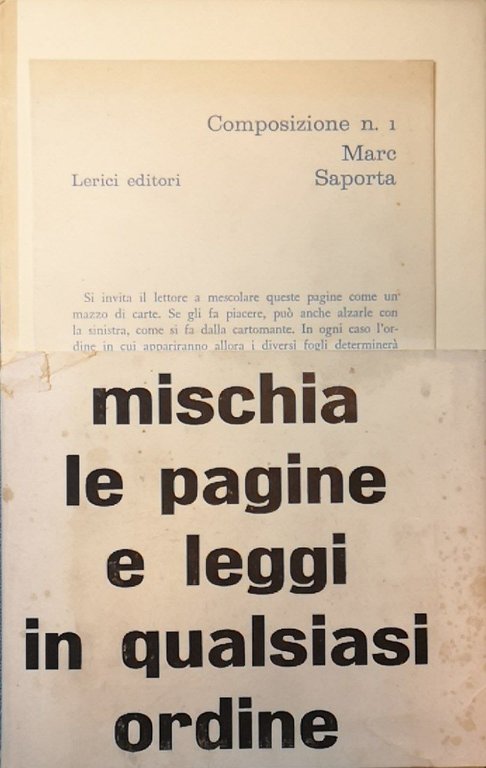 Composizione n. 1
Marc
Lerici editori Saporta
Si invita il lettore a mescolare queste pagine come un
mazzo di carte. Se gli fa piacere, può anche alzarle con
la sinistra, come si fa dalla cartomante. In ogni caso l'or-
dine in cui appariranno allora i diversi fogli determinerà
mischia
le pagine
e leggi
in qualsiasi
ordine